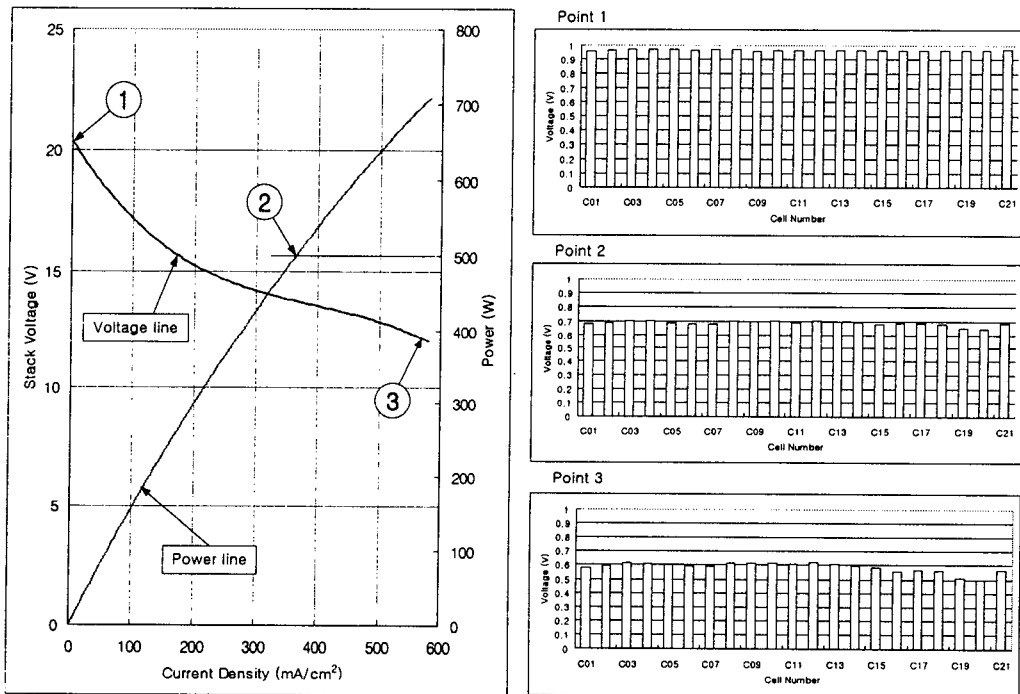 25
20
15
10
5
0
Stack Voltage (V)
800
700
600
500
400
300
200
100
0
Power (W)
0 100 200 300 400 500 600
Current Density (mA/cm²)
1
2
3
Voltage line
Power line
Point 1
1
0.9
0.8
0.7
0.6
0.5
0.4
0.3
0.2
0.1
0
Voltage (V)
C01 C03 C05 C07 C09 C11 C13 C15 C17 C19 C21
Cell Number
Point 2
1
0.9
0.8
0.7
0.6
0.5
0.4
0.3
0.2
0.1
0
Voltage (V)
C01 C03 C05 C07 C09 C11 C13 C15 C17 C19 C21
Cell Number
Point 3
1
0.9
0.8
0.7
0.6
0.5
0.4
0.3
0.2
0.1
0
Voltage (V)
C01 C03 C05 C07 C09 C11 C13 C15 C17 C19 C21
Cell Number